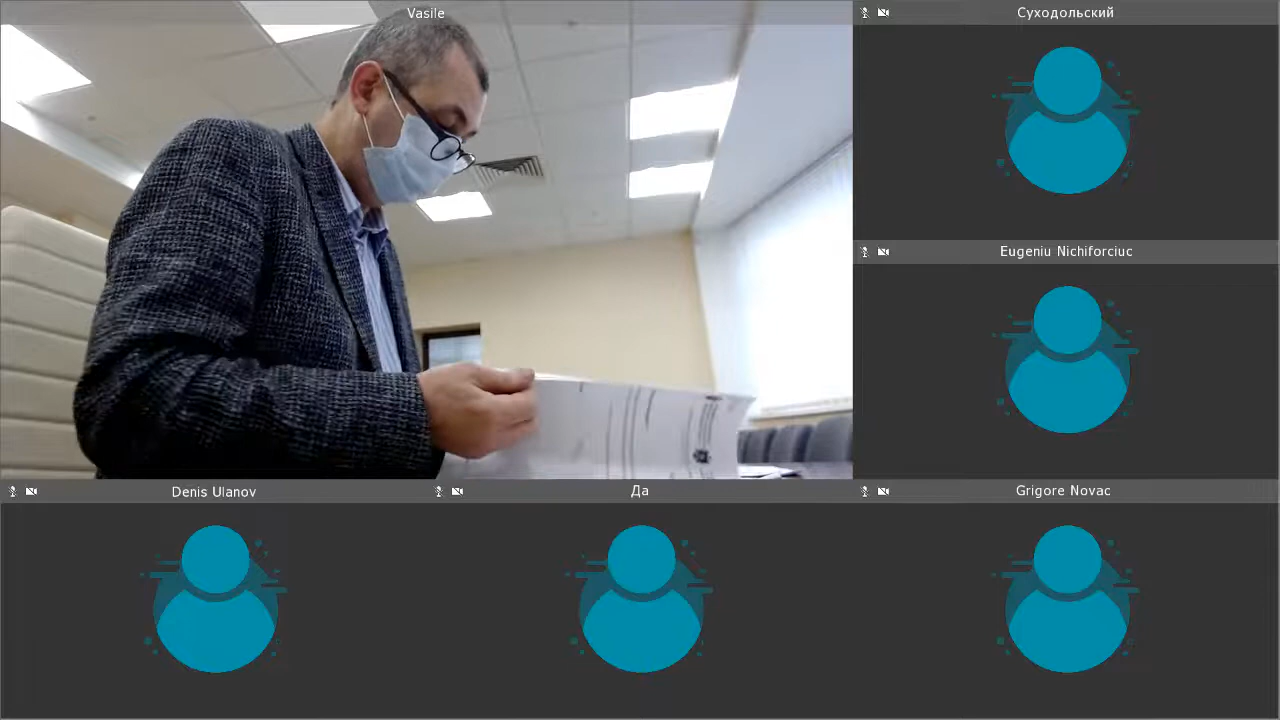 Vasile
Суходольский
Eugeniu Nichiforciuc
Denis Ulanov
Да
Grigore Novac